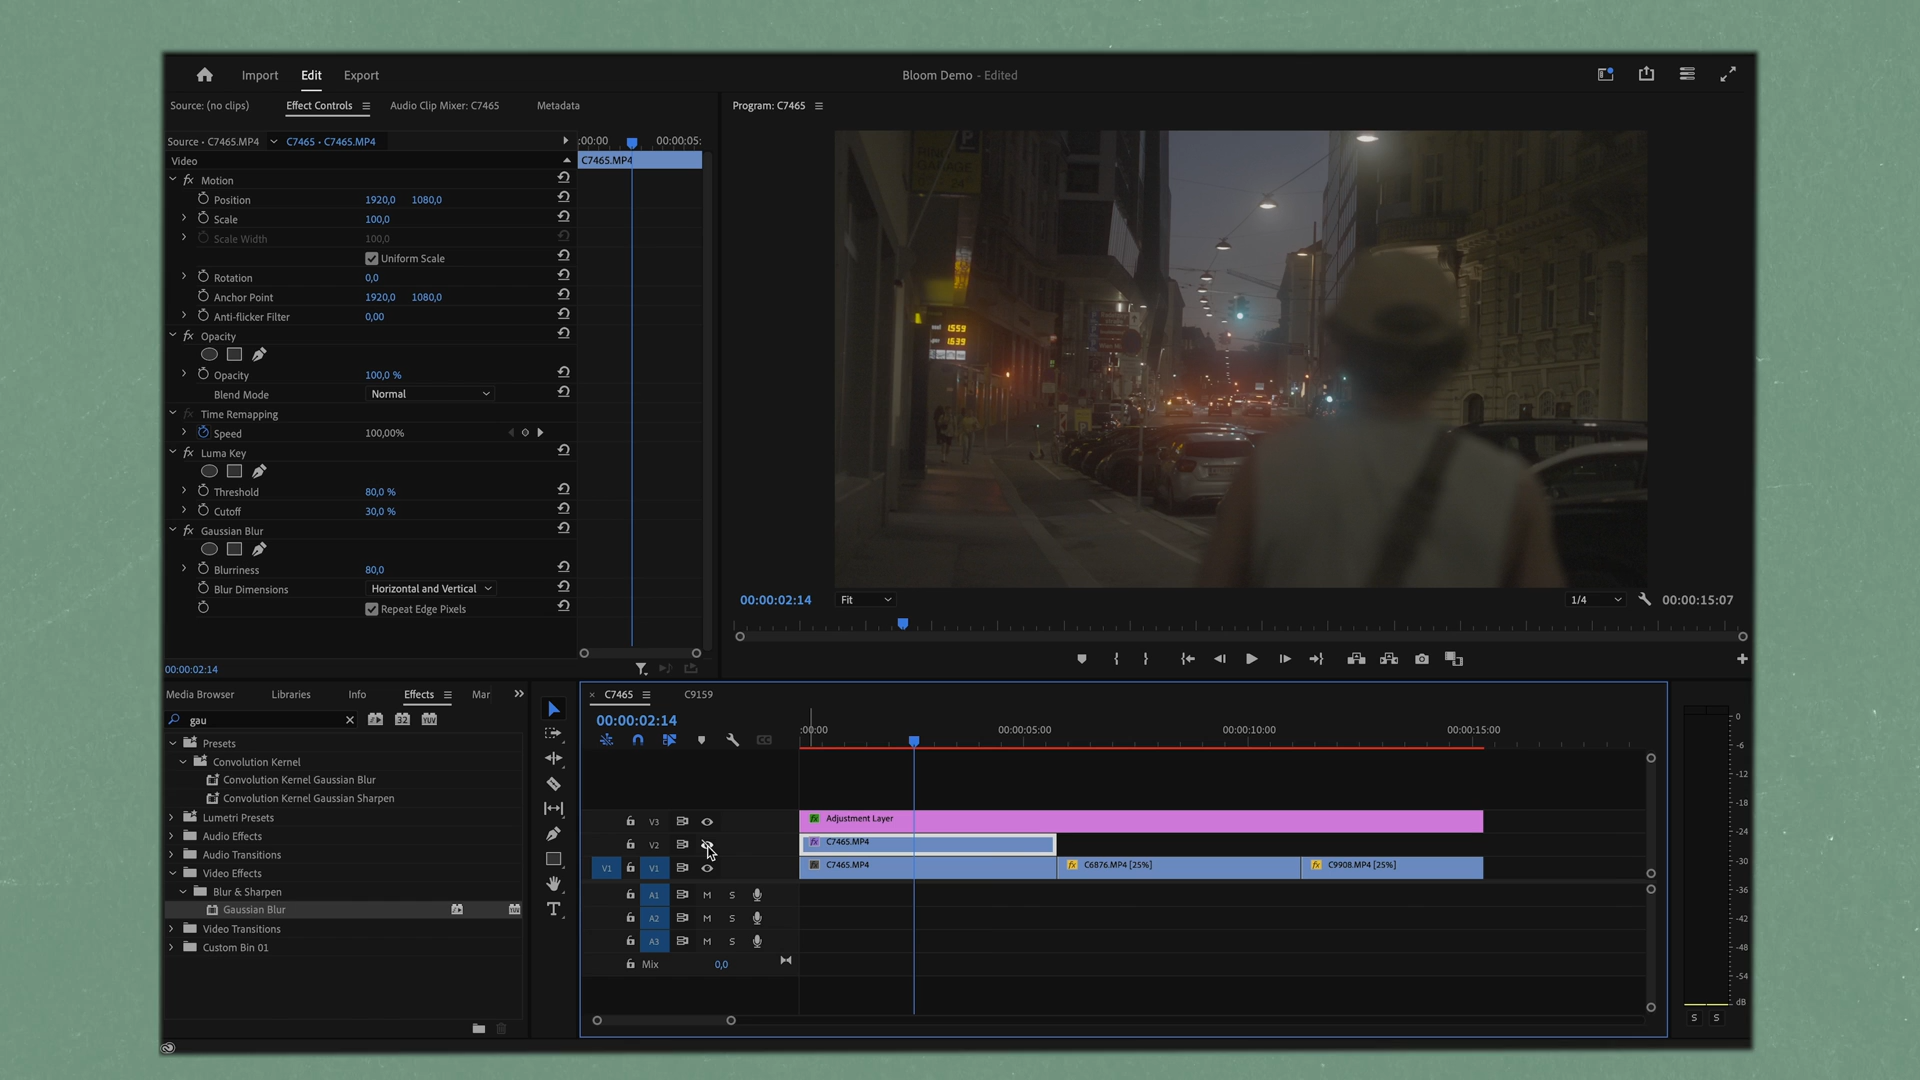 Import Edit Export
Bloom Demo - Edited
Source: (no clips) Effect Controls Audio Clip Mixer: C7465 Metadata
Program: C7465
Source • C7465.MP4 C7465 • C7465.MP4
:00:00 00:00:05:
Video
C7465.MP4
Motion
Position 1920,0 1080,0
Scale 100,0
Scale Width 100,0
Uniform Scale
Rotation 0,0
Anchor Point 1920,0 1080,0
Anti-flicker Filter 0,00
Opacity
Opacity 100,0 %
Blend Mode Normal
Time Remapping
Speed 100,00%
Luma Key
Threshold 80,0 %
Cutoff 30,0 %
Gaussian Blur
Blurriness 80,0
Blur Dimensions Horizontal and Vertical
Repeat Edge Pixels
00:00:02:14
P
GARAGE
24
1559
1639
00:00:02:14 Fit 1/4 00:00:15:07
Media Browser Libraries Info Effects Mar
gau
32 YUV
Presets
Convolution Kernel
Convolution Kernel Gaussian Blur
Convolution Kernel Gaussian Sharpen
Lumetri Presets
Audio Effects
Audio Transitions
Video Effects
Blur & Sharpen
Gaussian Blur
Video Transitions
Custom Bin 01
T
C7465 C9159
00:00:02:14
CC
:00:00 00:00:05:00 00:00:10:00 00:00:15:00
V3 fx Adjustment Layer
V2 fx C7465.MP4
V1 V1 fx C7465.MP4 fx C6876.MP4 [25%] fx C9908.MP4 [25%]
A1 M S
A2 M S
A3 M S
Mix 0,0
0
-6
-12
-18
-24
-30
-36
-42
-48
-54
dB
S S